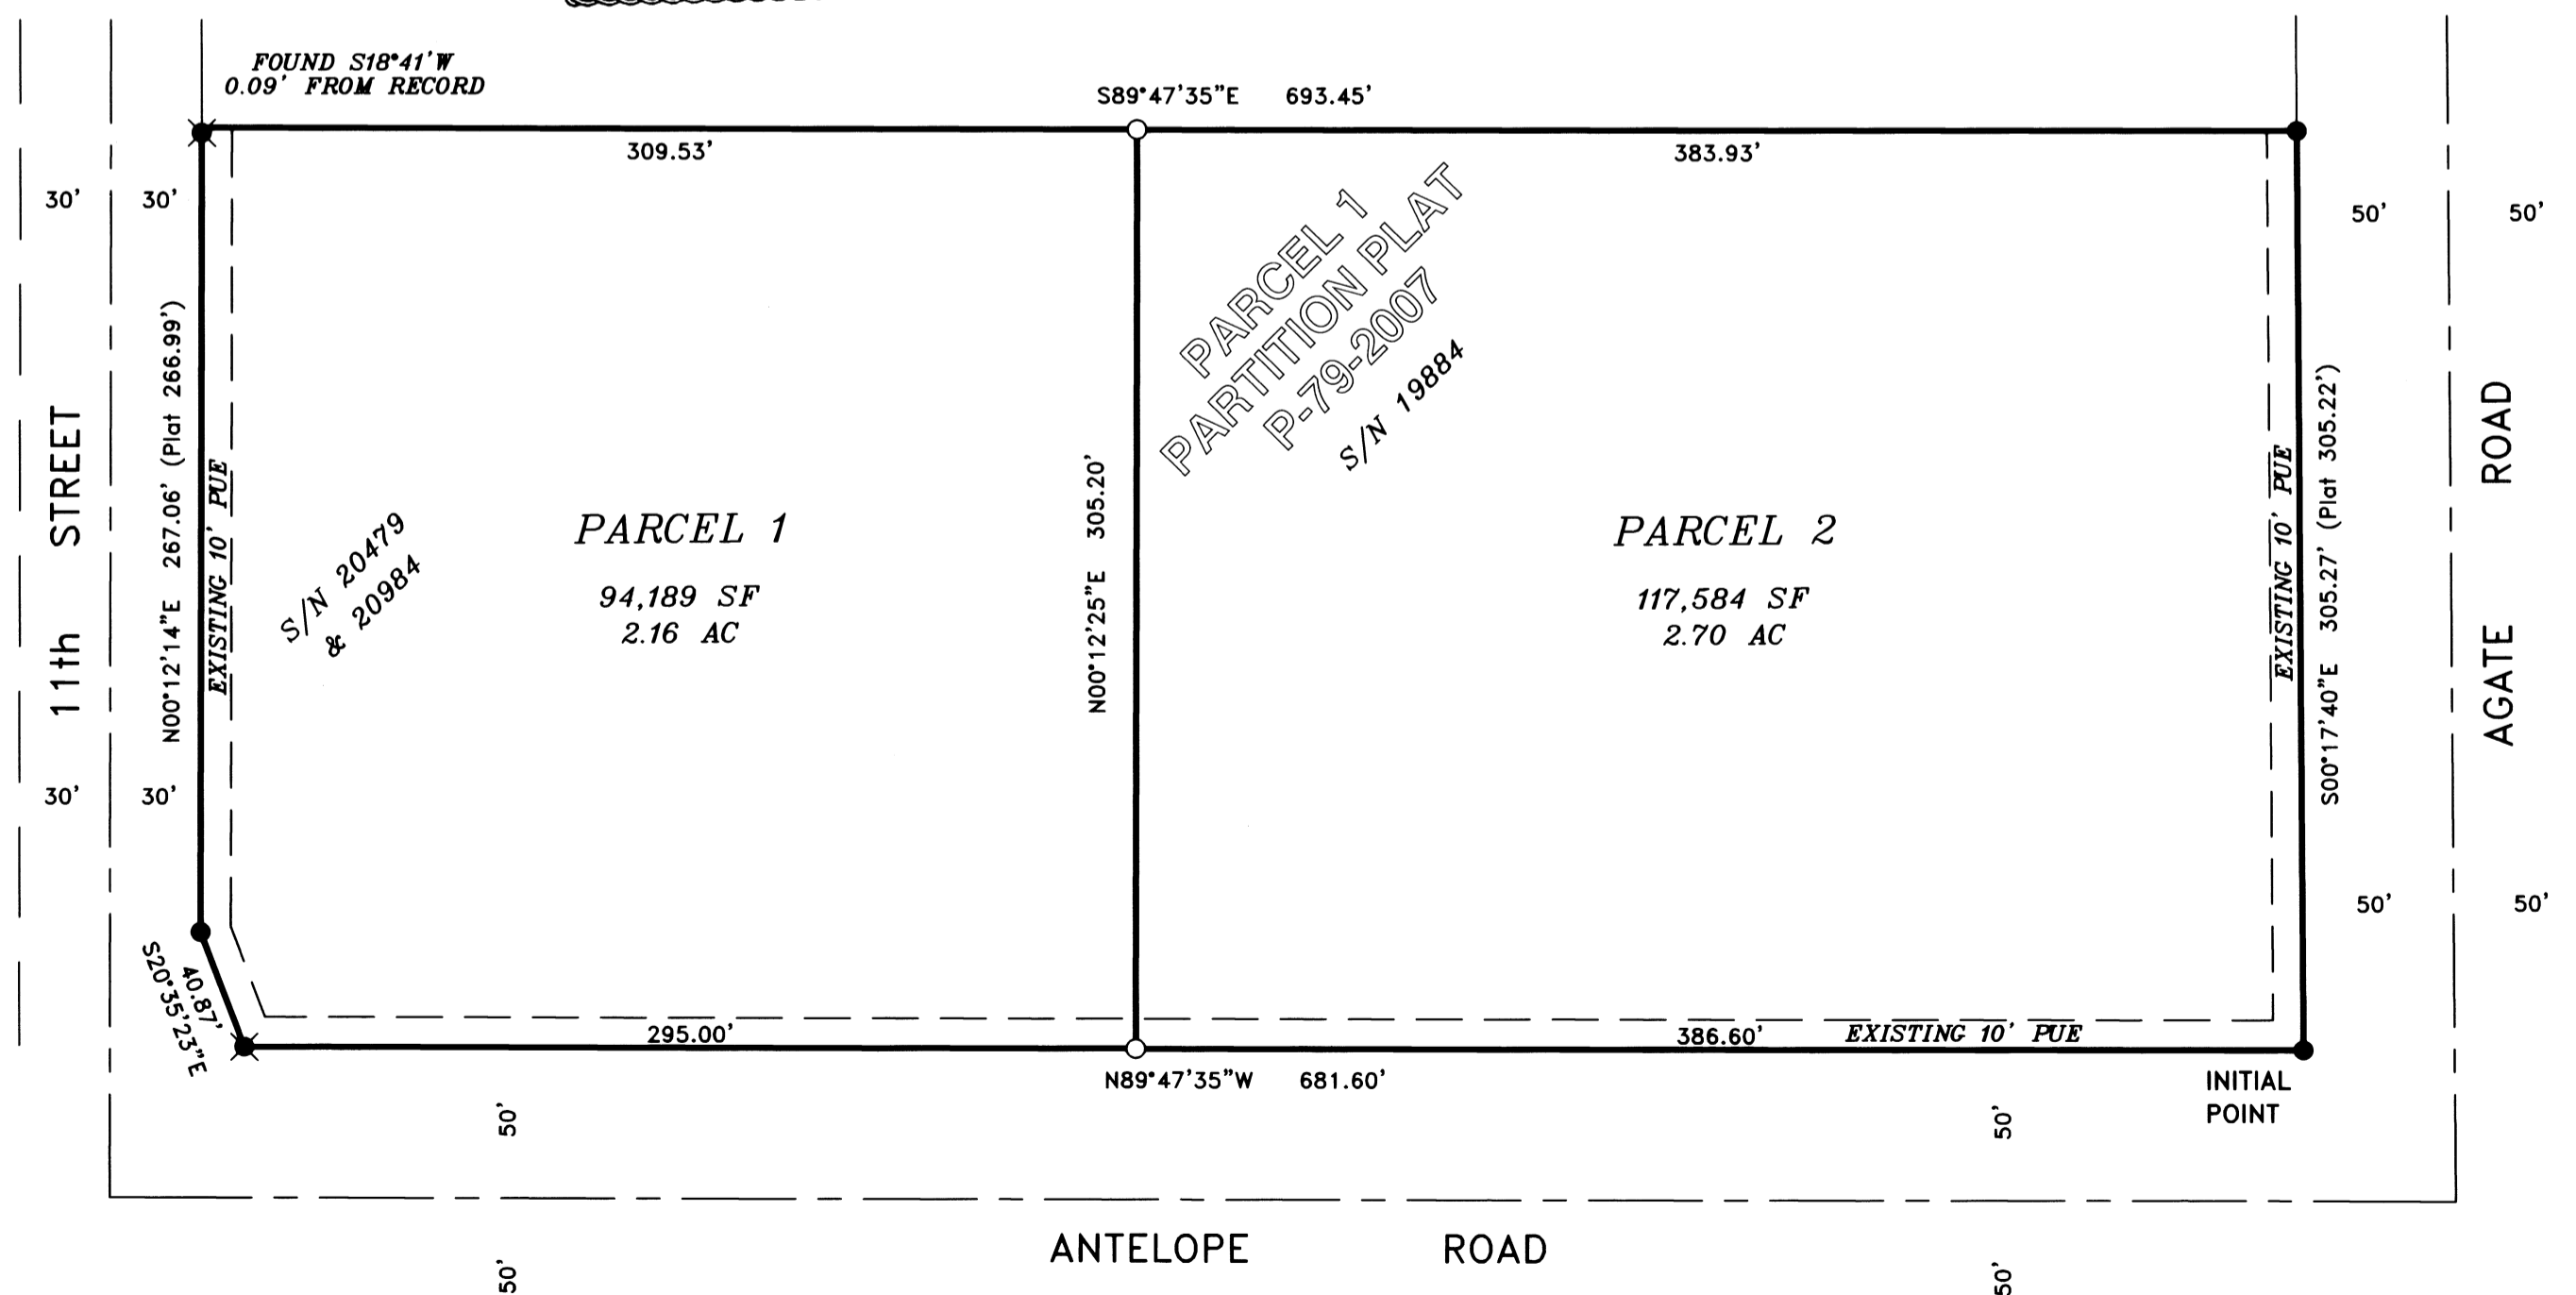 FOUND S18°41'W
0.09' FROM RECORD
S89°47'35"E 693.45'
309.53'
383.93'
30'
30'
50'
50'
PARCEL 1
PARTITION PLAT
P-79-2007
S/N 19884
11th STREET
N00°12'14"E 267.06' (Plat 266.99')
EXISTING 10' PUE
S/N 20479
& 20984
PARCEL 1
94,189 SF
2.16 AC
N00°12'25"E 305.20'
PARCEL 2
117,584 SF
2.70 AC
EXISTING 10' PUE
S00°17'40"E 305.27' (Plat 305.22')
AGATE ROAD
30'
30'
50'
50'
40.87'
S20°35'23"E
295.00'
386.60'
EXISTING 10' PUE
N89°47'35"W 681.60'
INITIAL
POINT
50'
50'
ANTELOPE ROAD
50'
50'